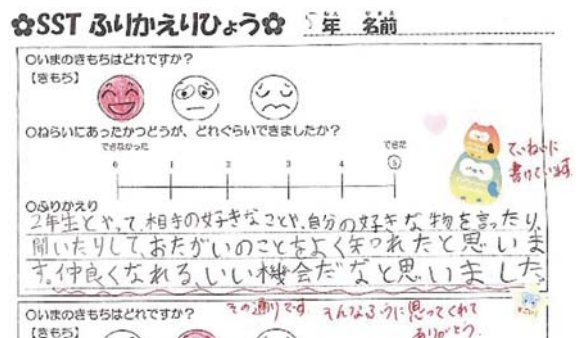 ✿SST ふりかえりひょう✿ 5年 名前
○いまのきもちはどれですか?
【きもち】
○ねらいにあったかつどうが、どれぐらいできましたか?
できなかった できた
0 1 2 3 4 5
ていねいに
書けています
○ふりかえり
2年生とやって、相手の好きなことや、自分の好きな物を言ったり、
聞いたりして、おたがいのことをよく知れたと思いま
す。仲良くなれる、いい機会だなと思いました。
その通りです。そんなふうに思ってくれて
ありがとう。
○いまのきもちはどれですか?
【きもち】